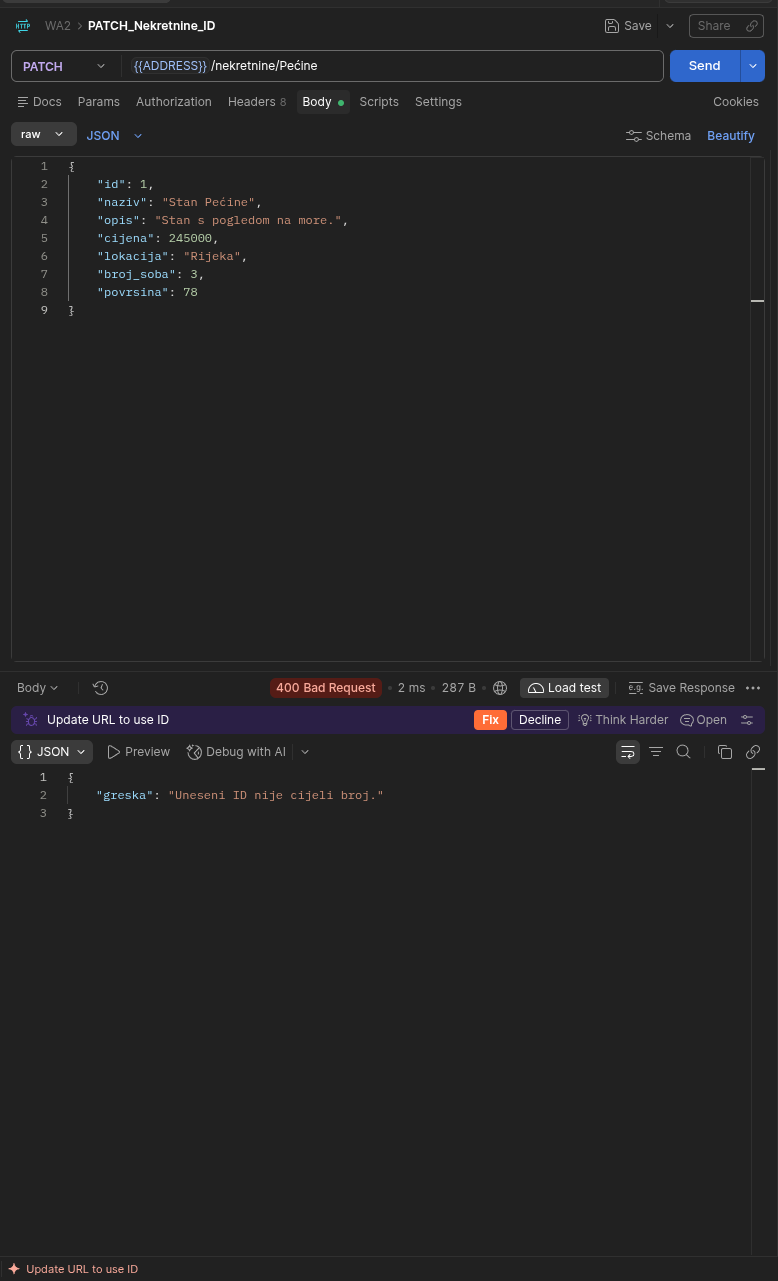 HTTP WA2 > PATCH_Nekretnine_ID Save Share
PATCH {{ADDRESS}} /nekretnine/Pećine Send
Docs Params Authorization Headers 8 Body Scripts Settings Cookies
raw JSON Schema Beautify
1 {
2 "id": 1,
3 "naziv": "Stan Pećine",
4 "opis": "Stan s pogledom na more.",
5 "cijena": 245000,
6 "lokacija": "Rijeka",
7 "broj_soba": 3,
8 "povrsina": 78
9 }
Body 400 Bad Request • 2 ms • 287 B Load test e.g. Save Response •••
Update URL to use ID Fix Decline Think Harder Open
{ } JSON Preview Debug with AI
1 {
2 "greska": "Uneseni ID nije cijeli broj."
3 }
Update URL to use ID